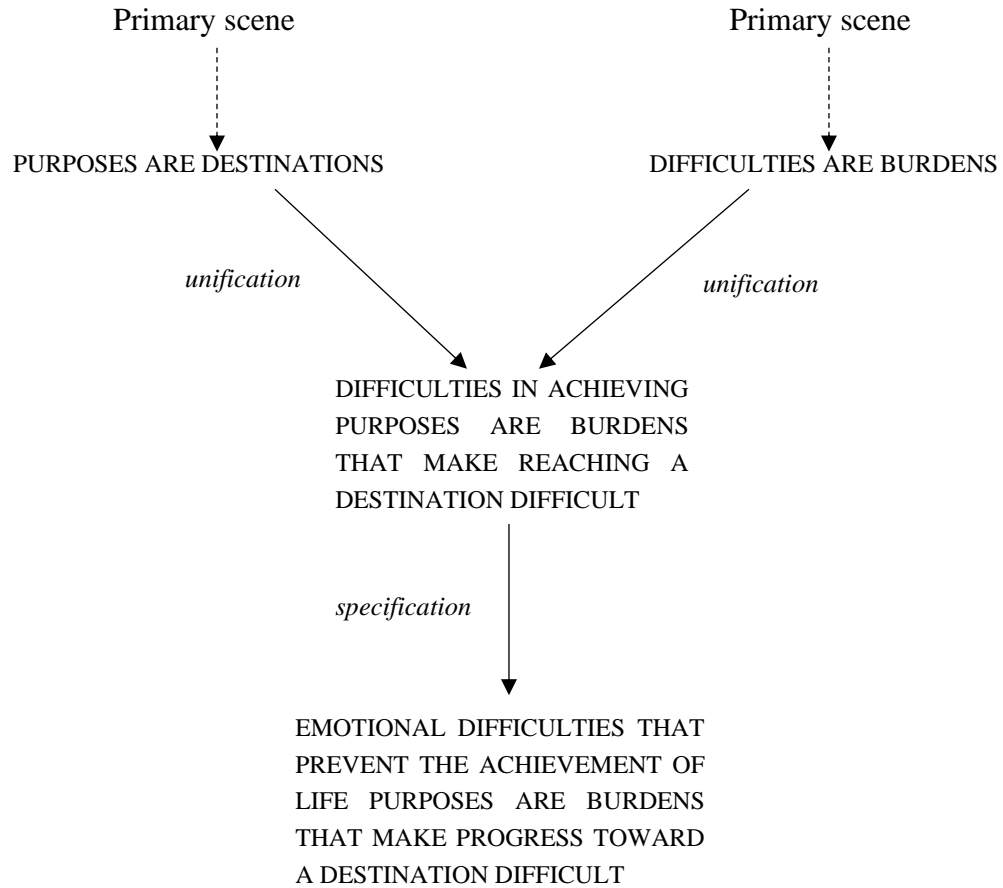 Primary scene
Primary scene
PURPOSES ARE DESTINATIONS
DIFFICULTIES ARE BURDENS
unification
unification
DIFFICULTIES IN ACHIEVING
PURPOSES ARE BURDENS
THAT MAKE REACHING A
DESTINATION DIFFICULT
specification
EMOTIONAL DIFFICULTIES THAT
PREVENT THE ACHIEVEMENT OF
LIFE PURPOSES ARE BURDENS
THAT MAKE PROGRESS TOWARD
A DESTINATION DIFFICULT